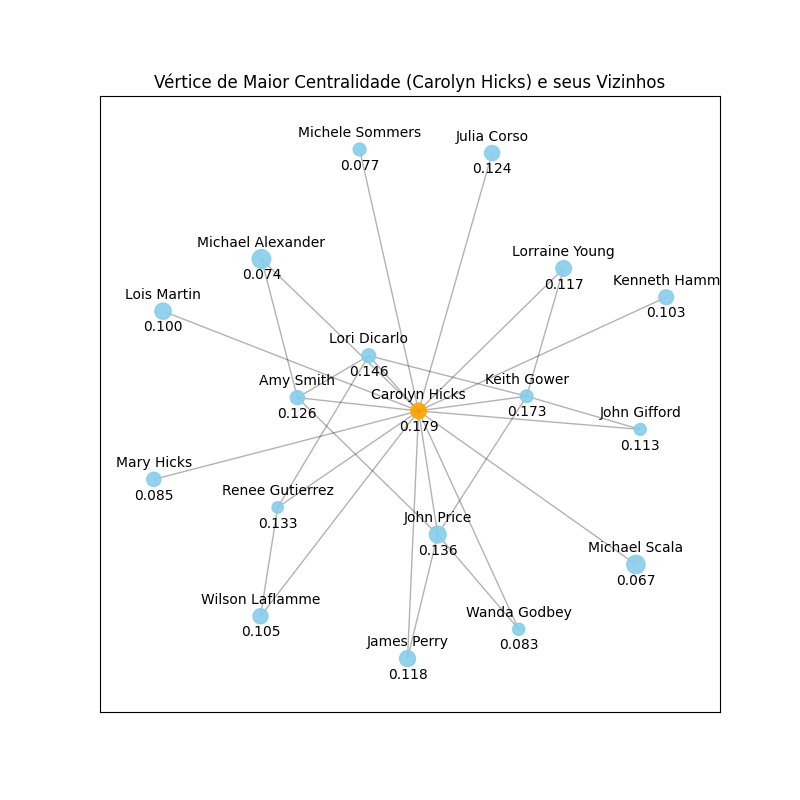 Vértice de Maior Centralidade (Carolyn Hicks) e seus Vizinhos
Michele Sommers
0.077
Julia Corso
0.124
Michael Alexander
0.074
Lorraine Young
0.117
Kenneth Hamm
0.103
Lois Martin
0.100
Lori Dicarlo
0.146
Amy Smith
0.126
Keith Gower
0.173
Carolyn Hicks
0.179
John Gifford
0.113
Mary Hicks
0.085
Renee Gutierrez
0.133
John Price
0.136
Michael Scala
0.067
Wilson Laflamme
0.105
Wanda Godbey
0.083
James Perry
0.118